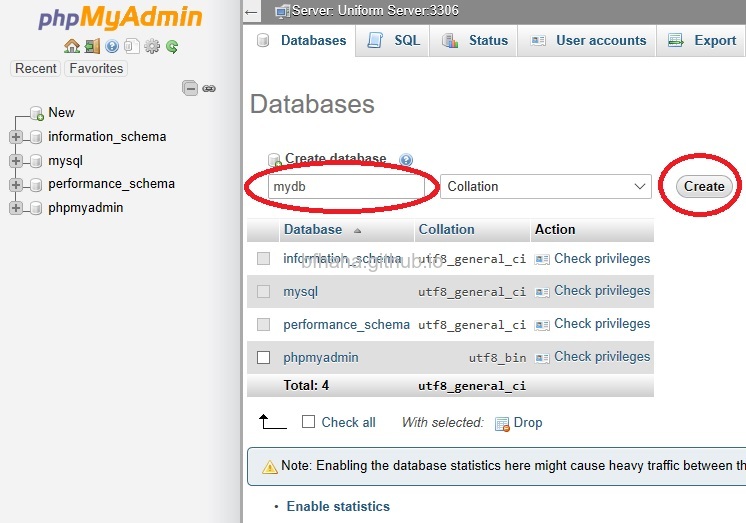 phpMyAdmin
Recent Favorites
New
information_schema
mysql
performance_schema
phpmyadmin
Server: Uniform Server:3306
Databases SQL Status User accounts Export
Databases
Create database
mydb Collation Create
Database Collation Action
information_schema utf8_general_ci Check privileges
bfhaha.github.io
mysql utf8_general_ci Check privileges
performance_schema utf8_general_ci Check privileges
phpmyadmin utf8_bin Check privileges
Total: 4 utf8_general_ci
Check all With selected: Drop
Note: Enabling the database statistics here might cause heavy traffic between th
• Enable statistics